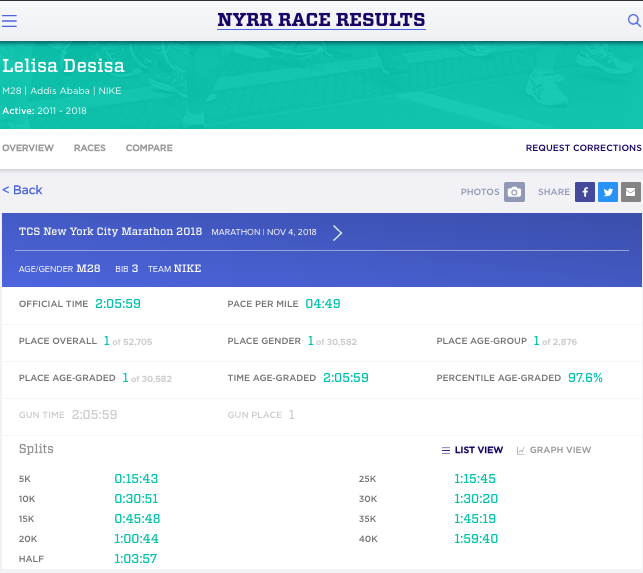 NYRR RACE RESULTS
Lelisa Desisa
M28 | Addis Ababa | NIKE
Active: 2011 - 2018
OVERVIEW RACES COMPARE REQUEST CORRECTIONS
< Back PHOTOS SHARE
TCS New York City Marathon 2018 MARATHON | NOV 4, 2018
AGE/GENDER M28 BIB 3 TEAM NIKE
OFFICIAL TIME 2:05:59 PACE PER MILE 04:49
PLACE OVERALL 1 of 52,705 PLACE GENDER 1 of 30,582 PLACE AGE-GROUP 1 of 2,876
PLACE AGE-GRADED 1 of 30,582 TIME AGE-GRADED 2:05:59 PERCENTILE AGE-GRADED 97.6%
GUN TIME 2:05:59 GUN PLACE 1
Splits LIST VIEW GRAPH VIEW
5K 0:15:43 25K 1:15:45
10K 0:30:51 30K 1:30:20
15K 0:45:48 35K 1:45:19
20K 1:00:44 40K 1:59:40
HALF 1:03:57